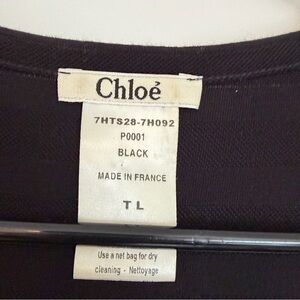 Chloé
7HTS28-7H092
P0001
BLACK
MADE IN FRANCE
T L
Use a net bag for dry
cleaning - Nettoyage